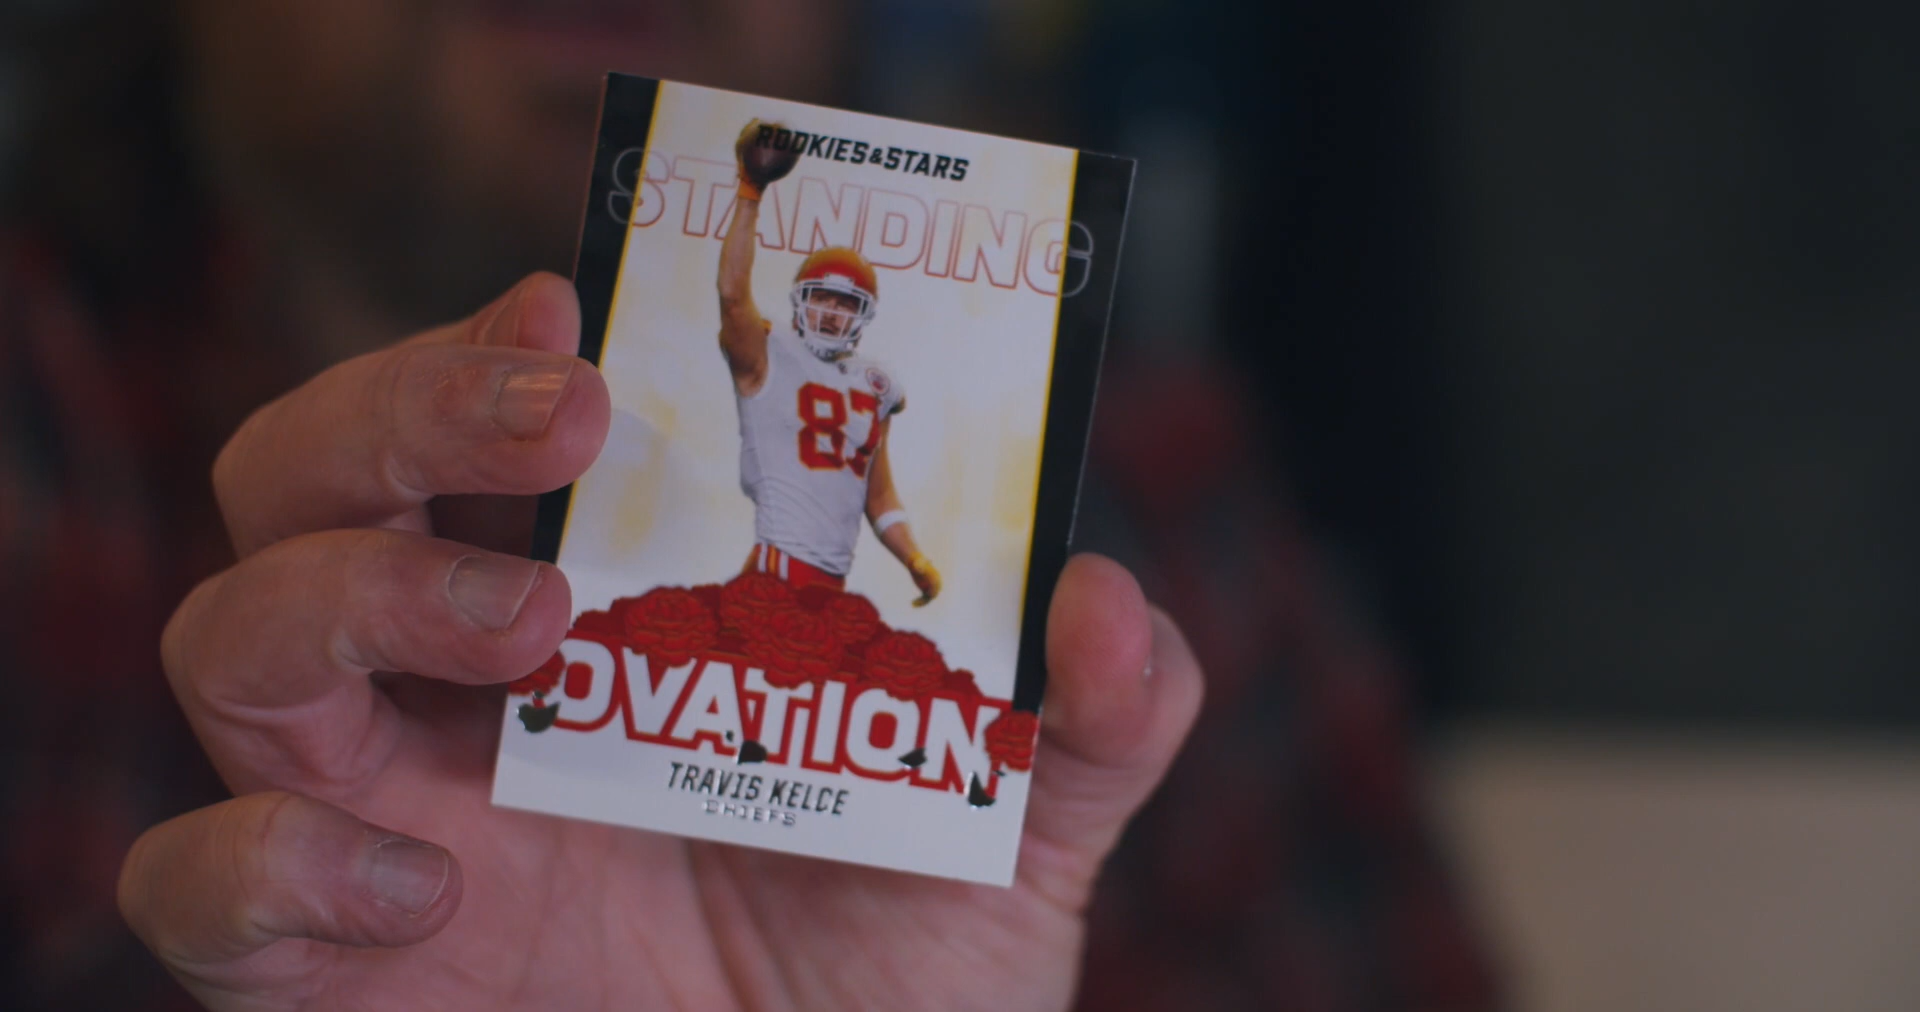 ROOKIES&STARS
STANDING
87
OVATION
TRAVIS KELCE
CHIEFS